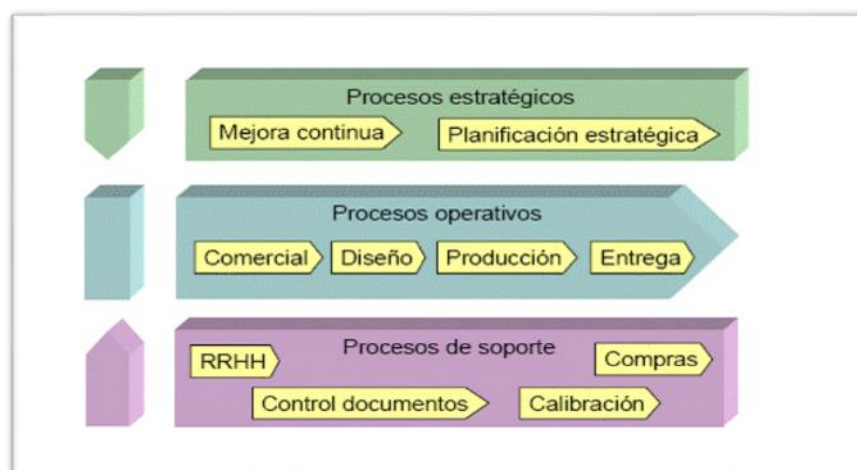 Procesos estratégicos
Mejora continua
Planificación estratégica
Procesos operativos
Comercial
Diseño
Producción
Entrega
Procesos de soporte
RRHH
Compras
Control documentos
Calibración